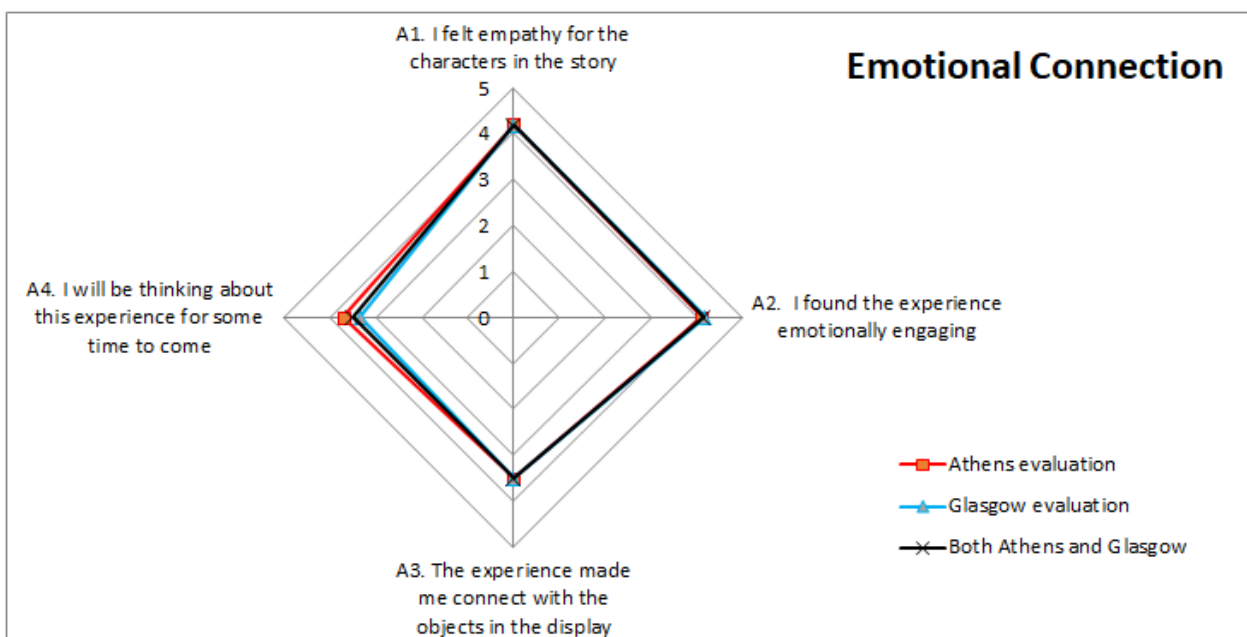 A1. I felt empathy for the
characters in the story
Emotional Connection
5
4
3
2
1
0
A4. I will be thinking about
this experience for some
time to come
A2.  I found the experience
emotionally engaging
Athens evaluation
Glasgow evaluation
Both Athens and Glasgow
A3. The experience made
me connect with the
objects in the display